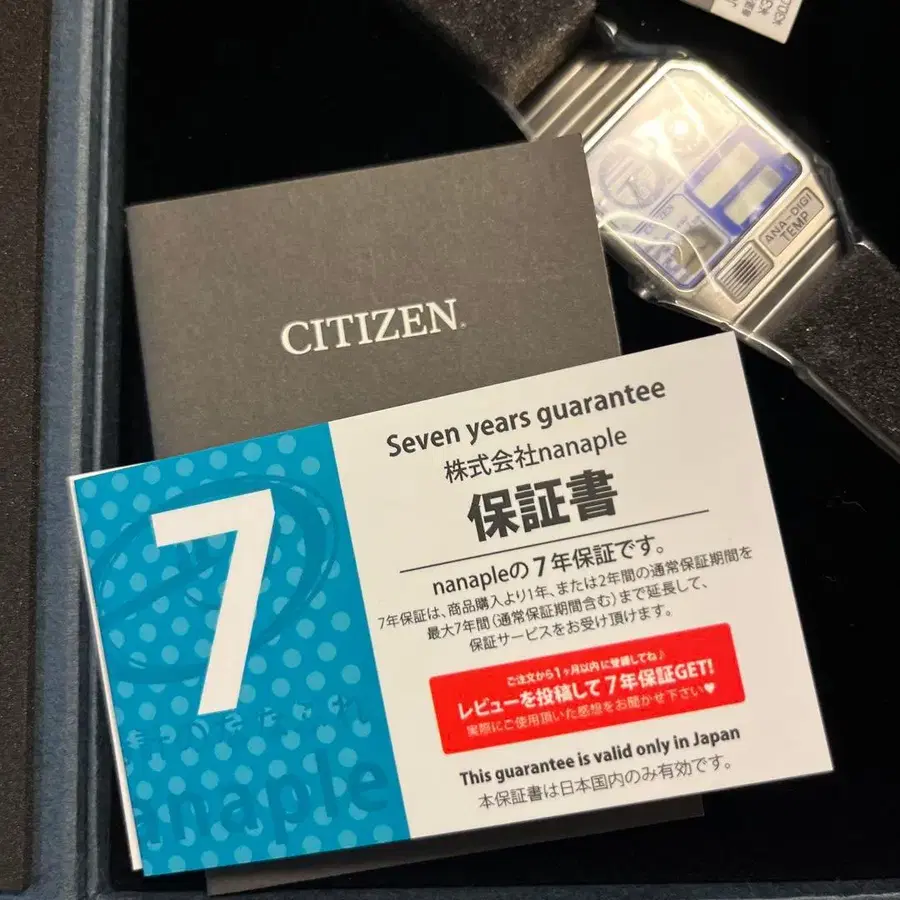 ANA-DIGI
TEMP
CITIZEN
Seven years guarantee
株式会社nanaple
保証書
nanapleの7年保証です。
7年保証は、商品購入より1年、または2年間の通常保証期間を
最大7年間(通常保証期間含む)まで延長して、
保証サービスをお受け頂けます。
ご注文から1ヶ月以内に登録してね♪
レビューを投稿して7年保証GET!
実際にご使用頂いた感想をお聞かせ下さい♥
This guarantee is valid only in Japan
本保証書は日本国内のみ有効です。
7
nanaple